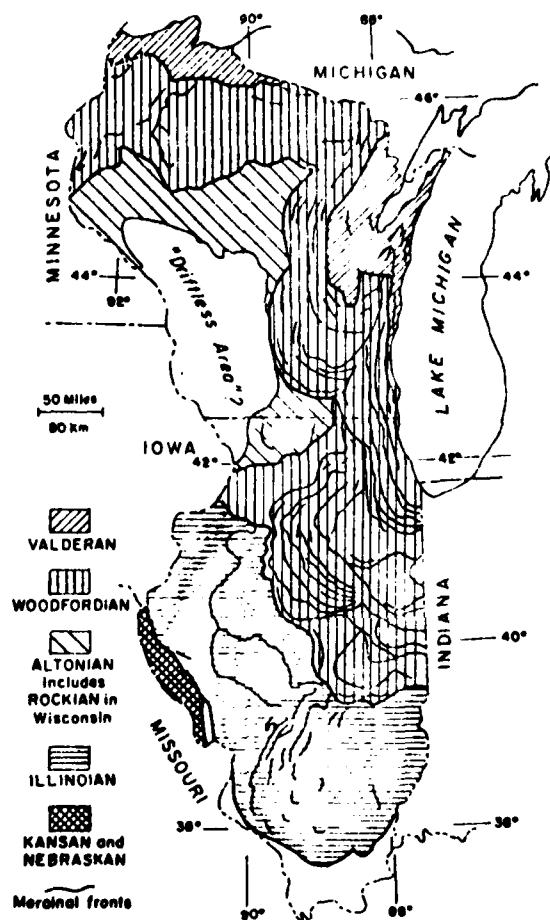 90°
88°
MICHIGAN
46°
MINNESOTA
44°
92°
"Driftless
Area"?
44°
LAKE MICHIGAN
50 Miles
80 km
IOWA
42°
42°
VALDERAN
WOODFORDIAN
INDIANA
40°
ALTONIAN
includes
ROCKIAN in
Wisconsin
MISSOURI
ILLINOIAN
38°
38°
KANSAN and
NEBRASKAN
Marginal fronts
90°
88°